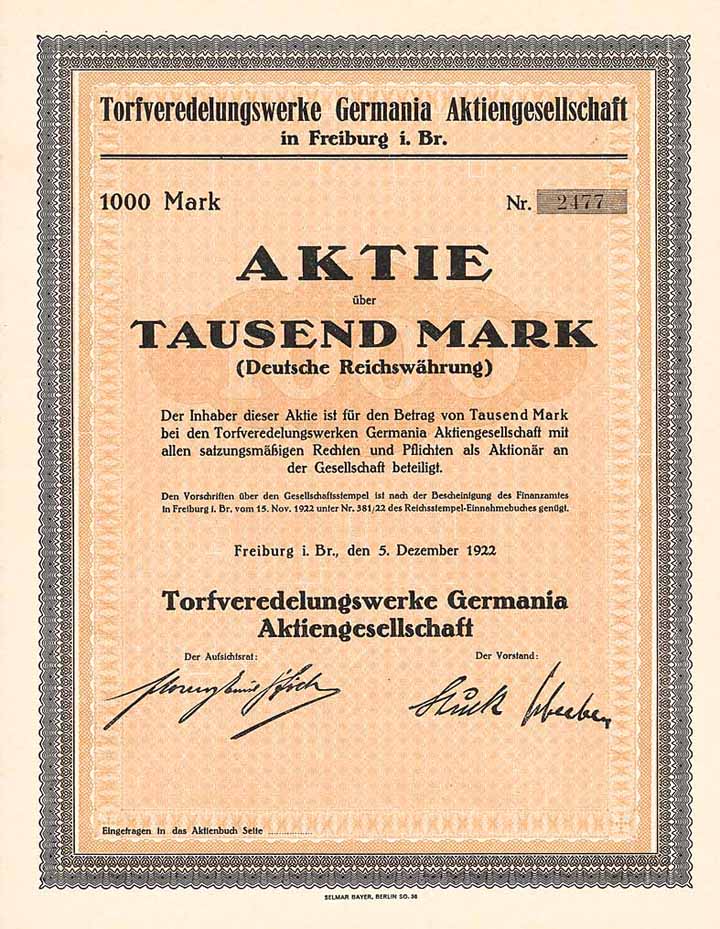 Torfveredelungswerke Germania Aktiengesellschaft
in Freiburg i. Br.
1000 Mark
Nr. 2477
AKTIE
über
TAUSEND MARK
(Deutsche Reichswährung)
Der Inhaber dieser Aktie ist für den Betrag von Tausend Mark
bei den Torfveredelungswerken Germania Aktiengesellschaft mit
allen satzungsmäßigen Rechten und Pflichten als Aktionär an
der Gesellschaft beteiligt.
Den Vorschriften über den Gesellschaftsstempel ist nach der Bescheinigung des Finanzamtes
in Freiburg i. Br. vom 15. Nov. 1922 unter Nr. 381/22 des Reichsstempel-Einnahmebuches genügt.
Freiburg i. Br., den 5. Dezember 1922
Torfveredelungswerke Germania
Aktiengesellschaft
Der Aufsichtsrat:
Der Vorstand:
Eingetragen in das Aktienbuch Seite ..............
SELMAR BAYER, BERLIN SO. 36